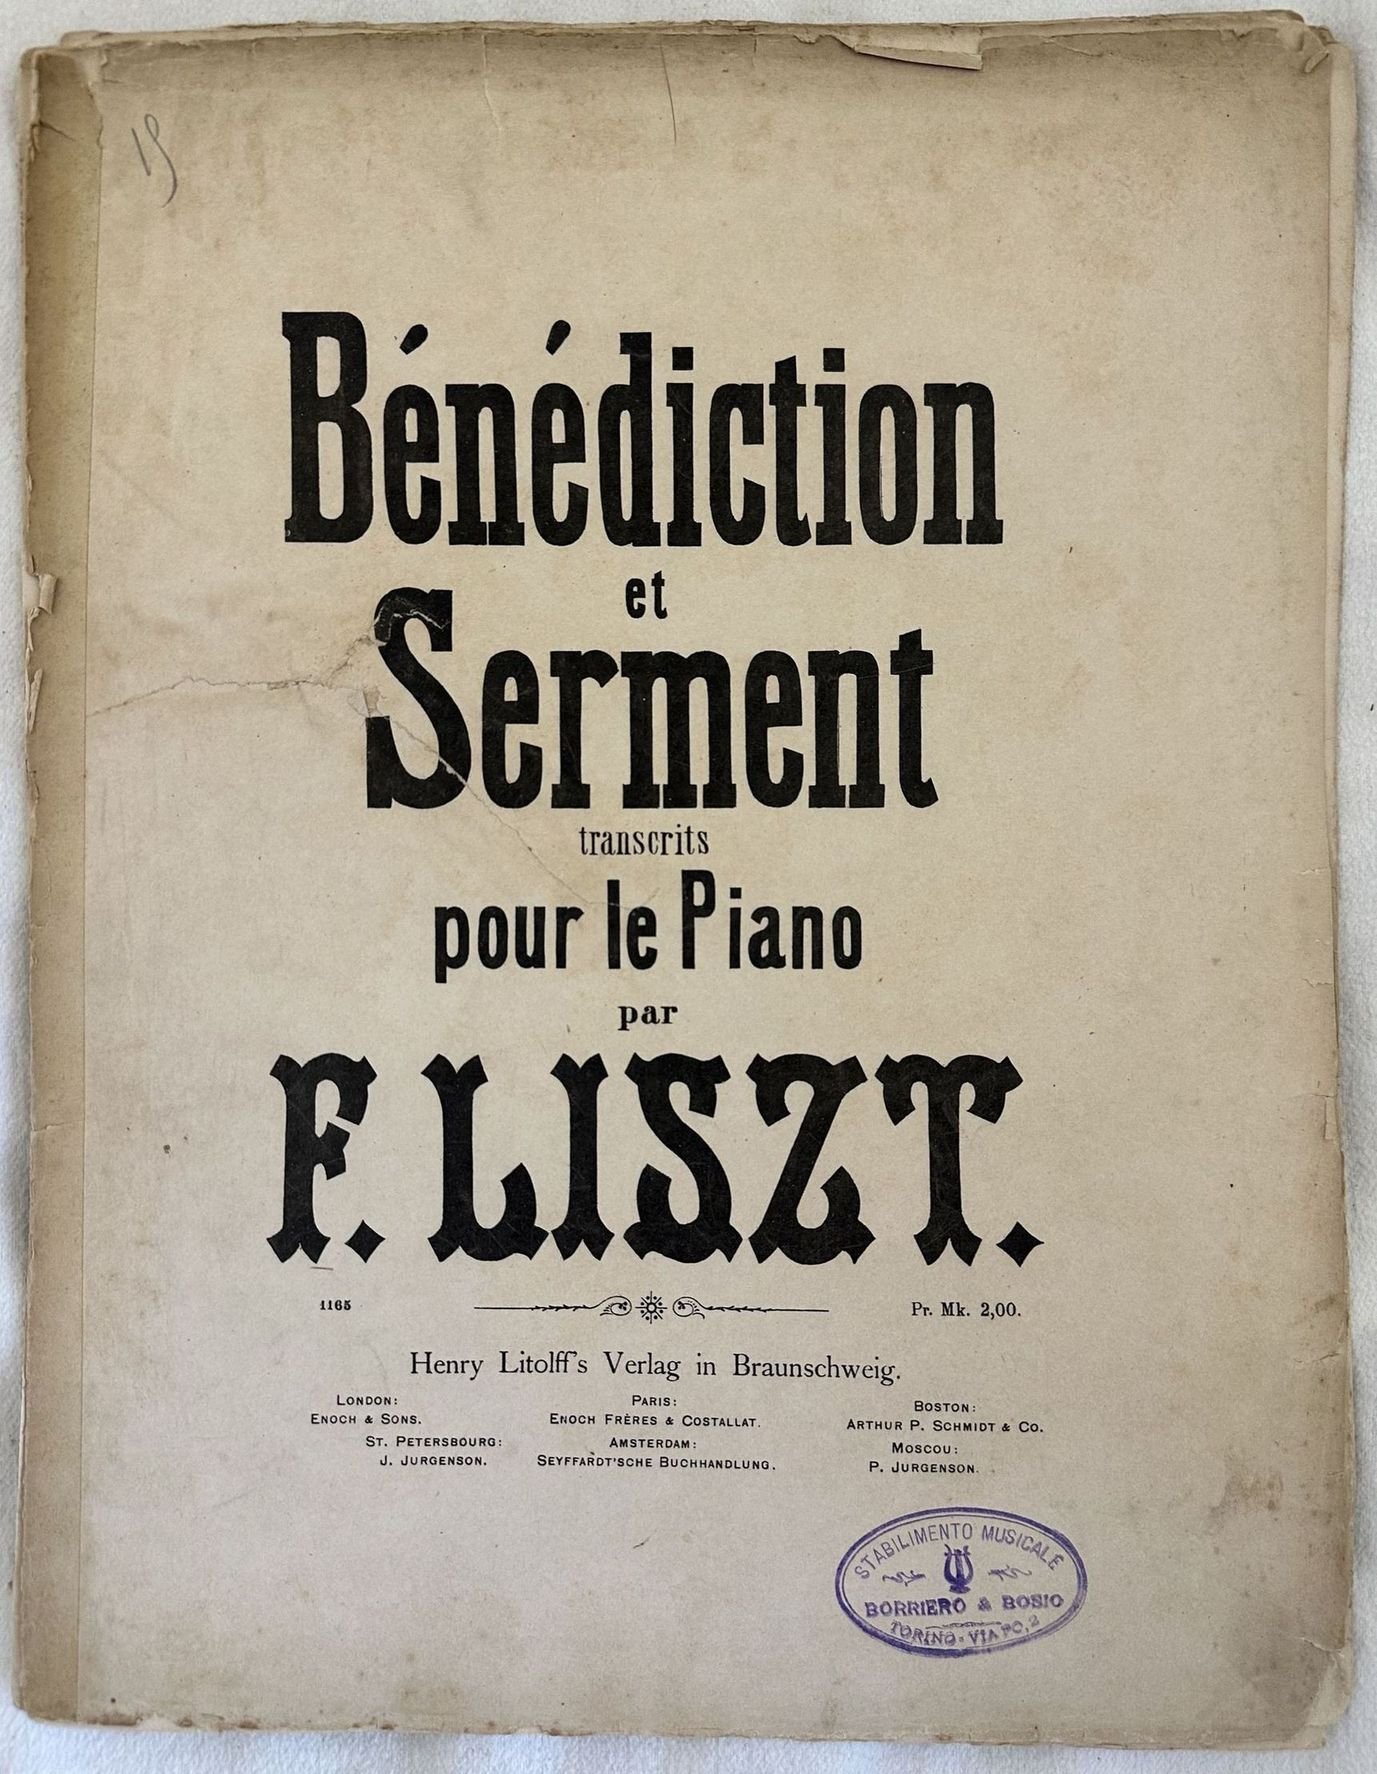 15
Bénédiction
et
Serment
transcrits
pour le Piano
par
F. LISZT.
1165
Pr. Mk. 2,00.
Henry Litolff's Verlag in Braunschweig.
LONDON:
ENOCH & SONS.
ST. PETERSBOURG:
J. JURGENSON.
PARIS:
ENOCH FRÈRES & COSTALLAT.
AMSTERDAM:
SEYFFARDT'SCHE BUCHHANDLUNG.
BOSTON:
ARTHUR P. SCHMIDT & CO.
MOSCOU:
P. JURGENSON.
STABILIMENTO MUSICALE
BORRIERO & BOSIO
TORINO - VIA PO, 2